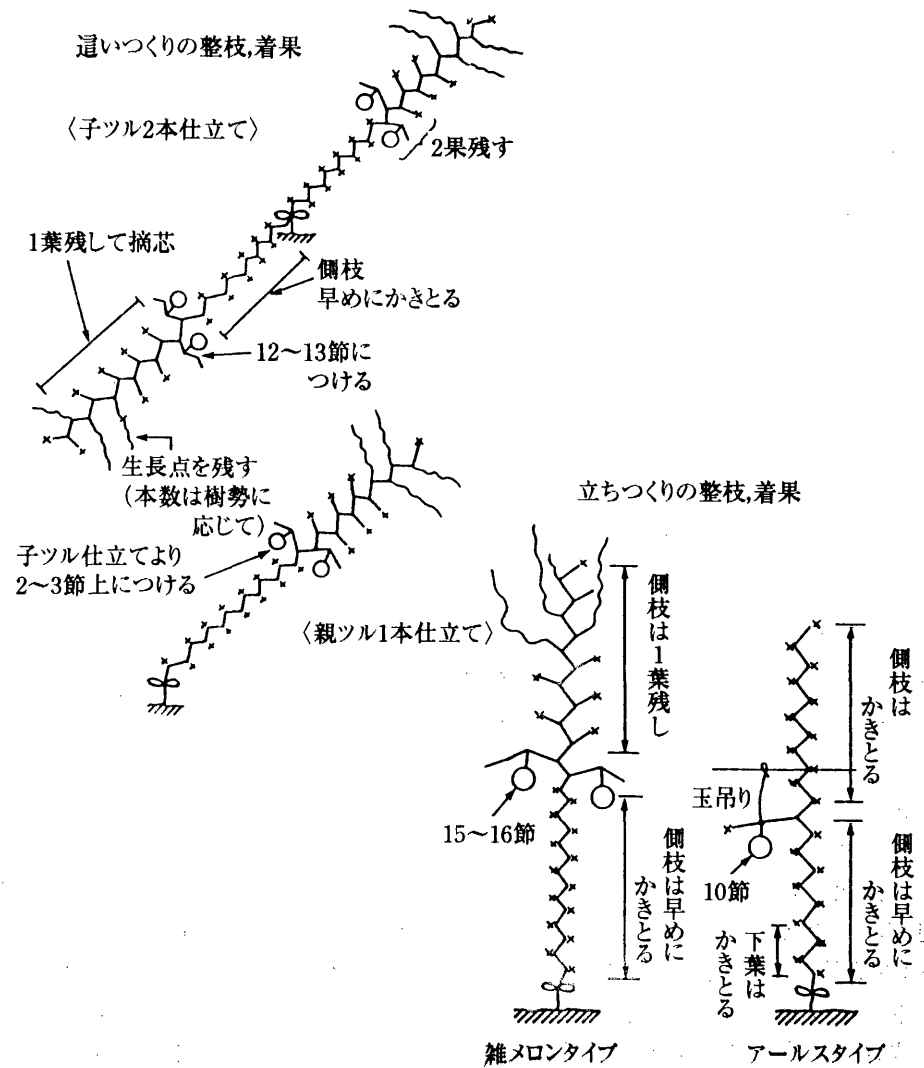 這いつくりの整枝,着果
〈子ツル2本仕立て〉
2果残す
1葉残して摘芯
側枝
早めにかきとる
12〜13節に
つける
生長点を残す
(本数は樹勢に
応じて)
子ツル仕立てより
2〜3節上につける
〈親ツル1本仕立て〉
立ちつくりの整枝,着果
側枝は1葉残し
15〜16節
側枝は早めに
かきとる
雑メロンタイプ
側枝は
かきとる
玉吊り
10節
側枝は早めに
かきとる
下葉は
かきとる
アールスタイプ